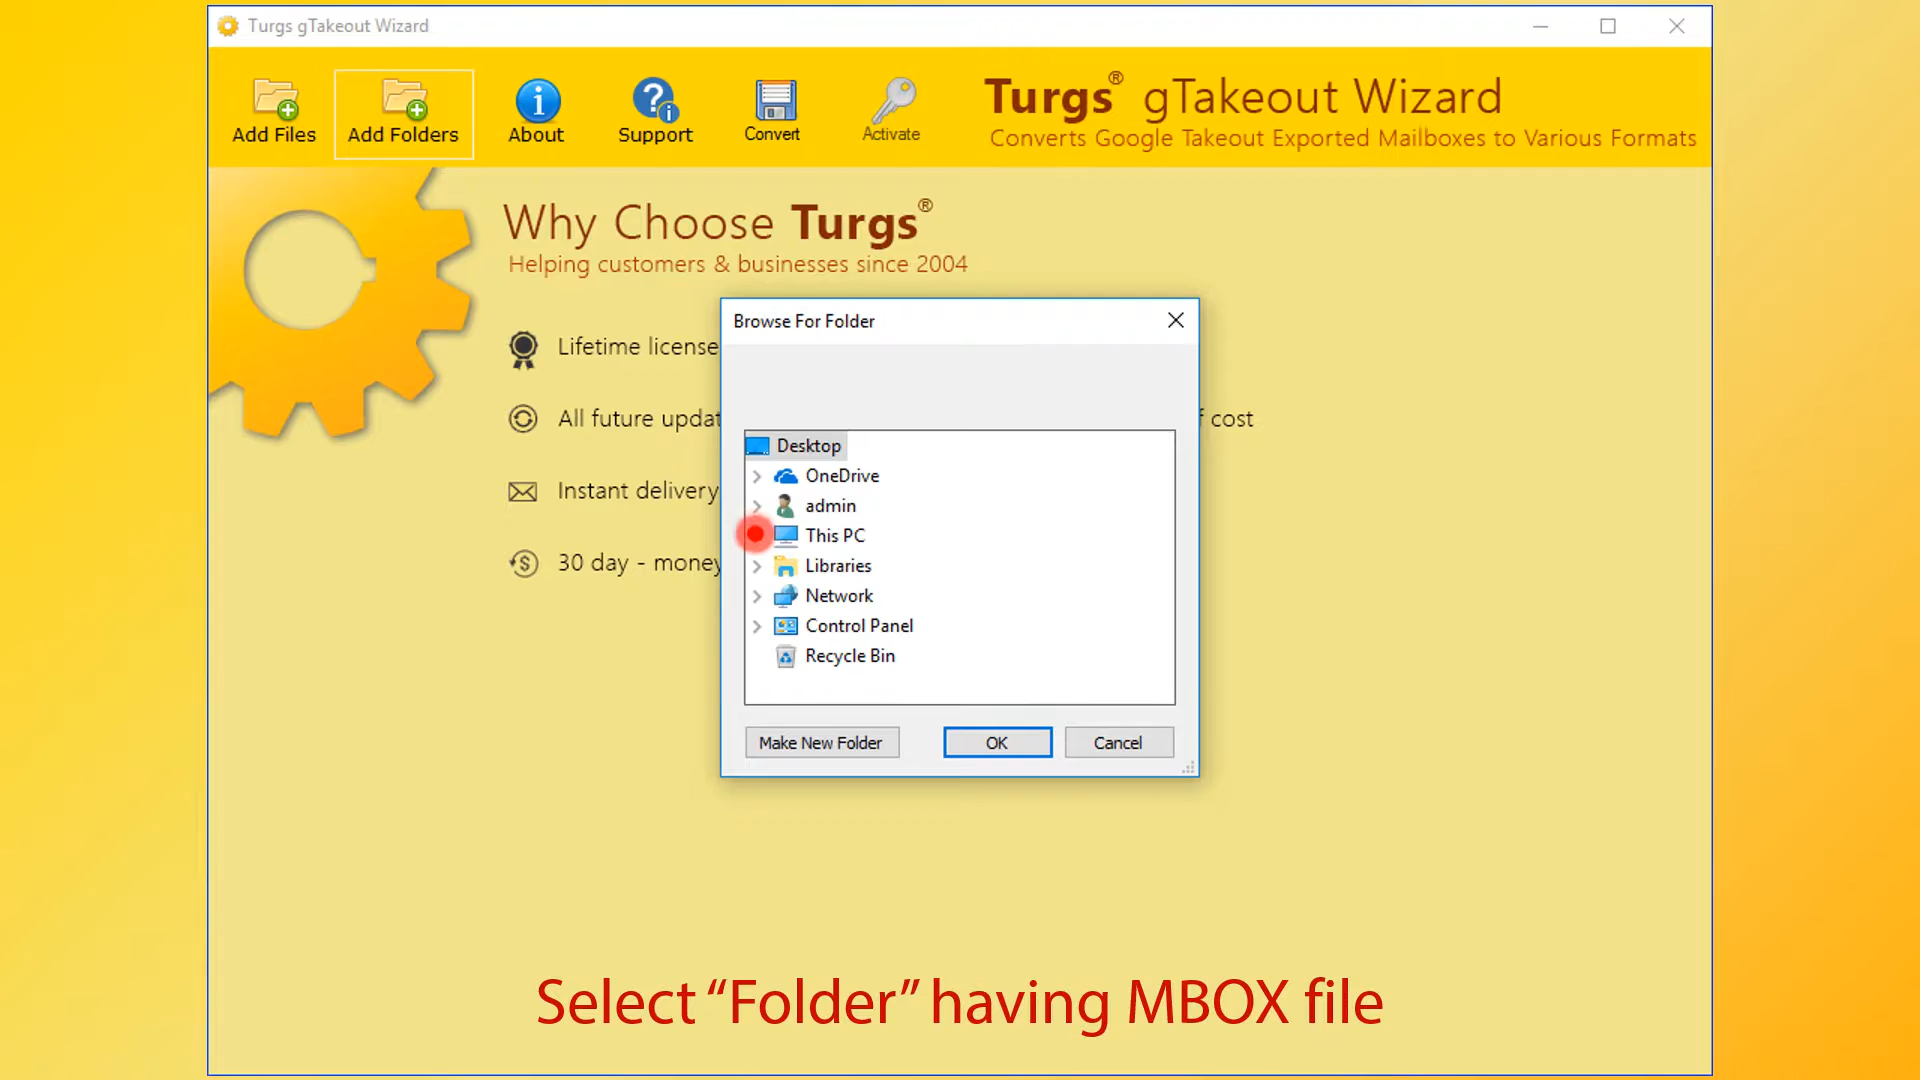 Turgs gTakeout Wizard
Add Files
Add Folders
About
Support
Convert
Activate
Turgs® gTakeout Wizard
Converts Google Takeout Exported Mailboxes to Various Formats
Why Choose Turgs®
Helping customers & businesses since 2004
Lifetime license
All future updat
cost
Instant delivery
30 day - money
Browse For Folder
Desktop
OneDrive
admin
This PC
Libraries
Network
Control Panel
Recycle Bin
Make New Folder
OK
Cancel
Select “Folder” having MBOX file